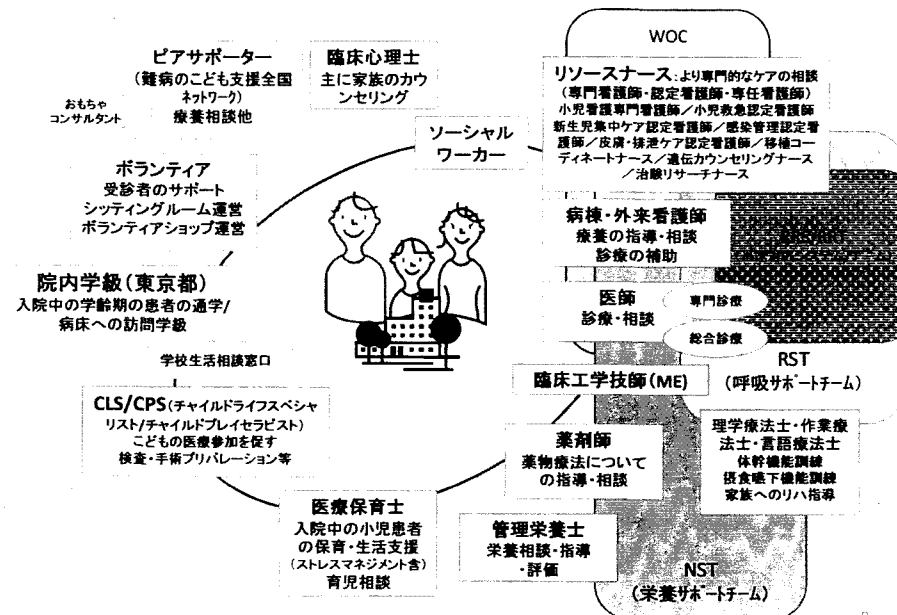 WOC
ピアサポーター
(難病のこども支援全国
ネットワーク)
療養相談他
臨床心理士
主に家族のカウ
ンセリング
おもちゃ
コンサルタント
リソースナース：より専門的なケアの相談
(専門看護師・認定看護師・専任看護師)
小児看護専門看護師／小児救急認定看護師
新生児集中ケア認定看護師／感染管理認定看
護師／皮膚・排泄ケア認定看護師／移植コー
ディネートナース／遺伝カウンセリングナース
／治験リサーチナース
ソーシャル
ワーカー
ボランティア
受診者のサポート
シッティングルーム運営
ボランティアショップ運営
病棟・外来看護師
療養の指導・相談
診療の補助
院内学級(東京都)
入院中の学齢期の患者の通学/
病床への訪問学級
医師
診療・相談
専門診療
総合診療
学校生活相談窓口
RST
(呼吸サポートチーム)
臨床工学技師(ME)
CLS/CPS(チャイルドライフスペシャ
リスト/チャイルドプレイセラピスト)
こどもの医療参加を促す
検査・手術プリパレーション等
薬剤師
薬物療法について
の指導・相談
理学療法士・作業療
法士・言語療法士
体幹機能訓練
摂食嚥下機能訓練
家族へのリハ指導
医療保育士
入院中の小児患者
の保育・生活支援
(ストレスマネジメント含)
育児相談
管理栄養士
栄養相談・指導
・評価
NST
(栄養サポートチーム)